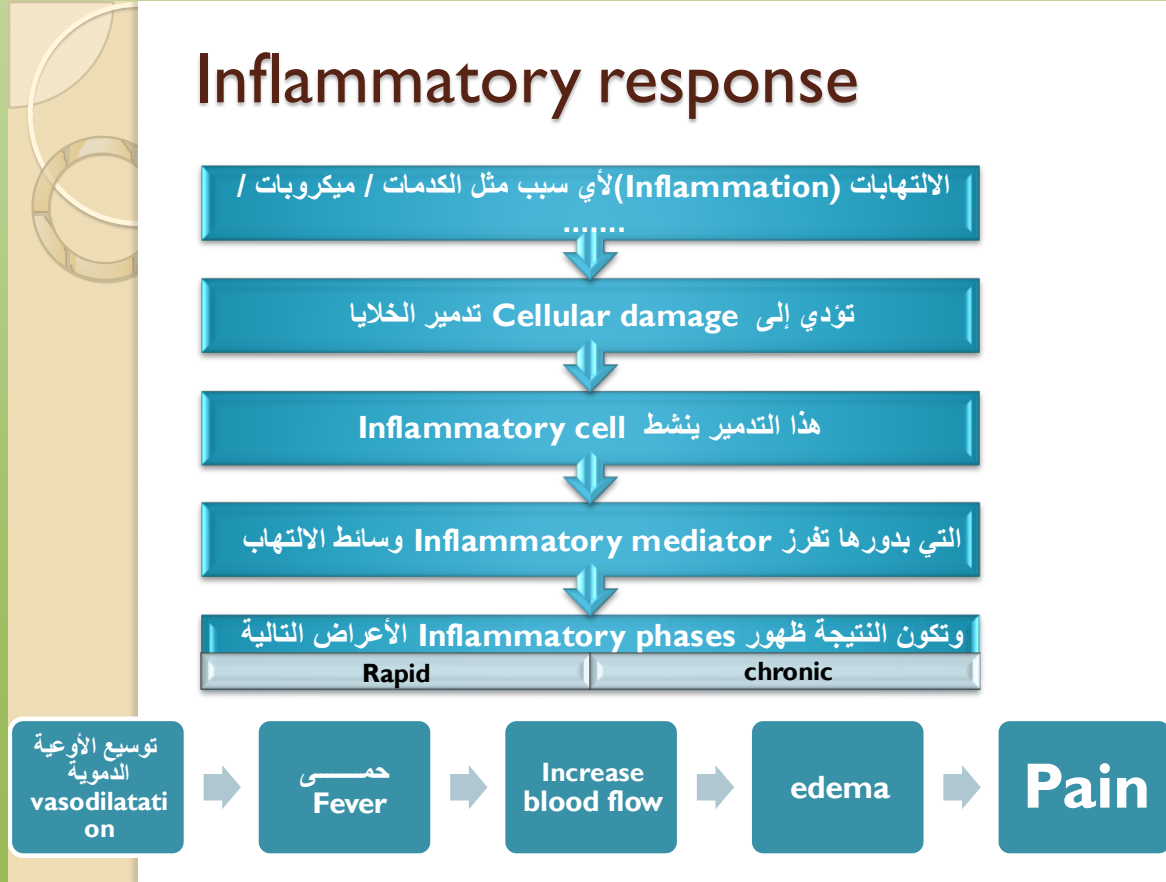 Inflammatory response
الالتهابات (Inflammation)لأي سبب مثل الكدمات / ميكروبات /
.......
تؤدي إلى Cellular damage تدمير الخلايا
هذا التدمير ينشط Inflammatory cell
التي بدورها تفرز Inflammatory mediator وسائط الالتهاب
وتكون النتيجة ظهور Inflammatory phases الأعراض التالية
Rapid
chronic
توسيع الأوعية
الدموية
vasodilatati
on
حمــــــى
Fever
Increase
blood flow
edema
Pain